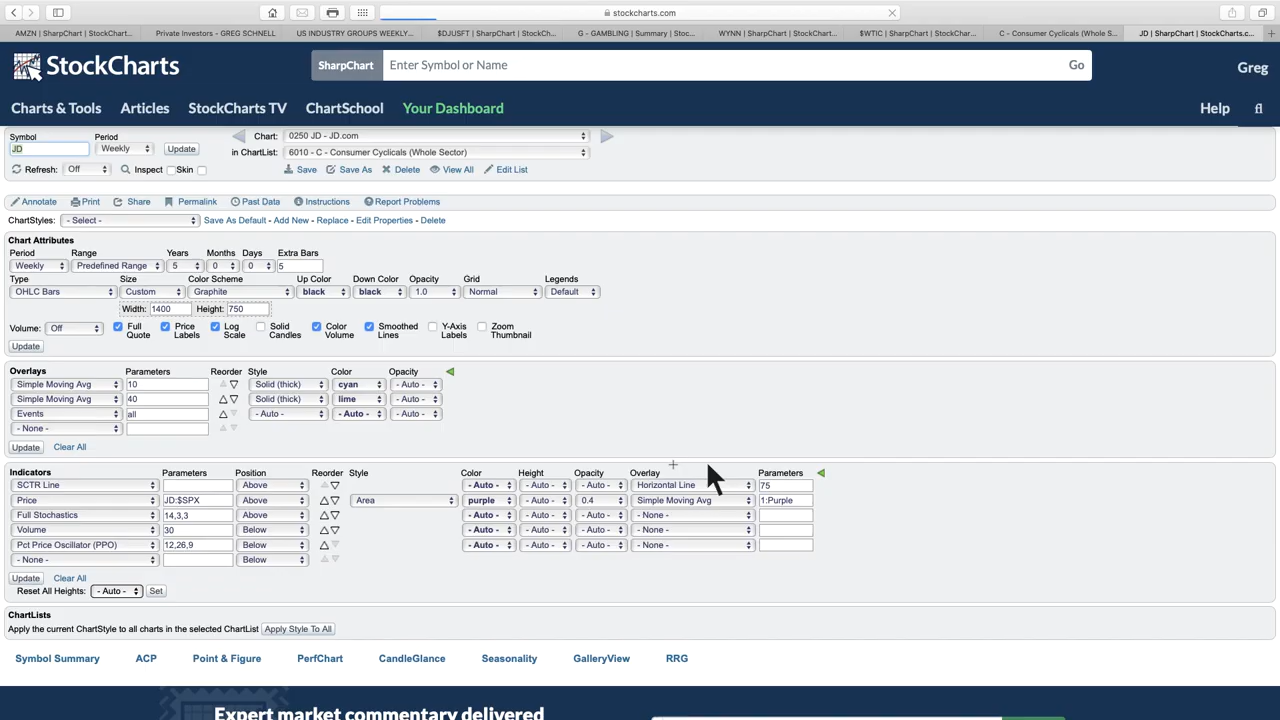 stockcharts.com
AMZN | SharpChart | StockChart... Private Investors - GREG SCHNELL US INDUSTRY GROUPS WEEKLY... $DJUSFT | SharpChart | StockCh... G - GAMBLING | Summary | Stoc... WYNN | SharpChart | StockChart... $WTIC | SharpChart | StockChar... C - Consumer Cyclicals (Whole S... JD | SharpChart | StockCharts.c...
StockCharts SharpChart Enter Symbol or Name Go Greg
Charts & Tools Articles StockCharts TV ChartSchool Your Dashboard Help
Symbol Period Chart: 0250 JD - JD.com
JD Weekly Update in ChartList: 6010 - C - Consumer Cyclicals (Whole Sector)
Refresh: Off Inspect Skin Save Save As Delete View All Edit List
Annotate Print Share Permalink Past Data Instructions Report Problems
ChartStyles: - Select - Save As Default - Add New - Replace - Edit Properties - Delete
Chart Attributes
Period Range Years Months Days Extra Bars
Weekly Predefined Range 5 0 0 5
Type Size Color Scheme Up Color Down Color Opacity Grid Legends
OHLC Bars Custom Graphite black black 1.0 Normal Default
Width: 1400 Height: 750
Volume: Off Full Quote Price Labels Log Scale Solid Candles Color Volume Smoothed Lines Y-Axis Labels Zoom Thumbnail
Update
Overlays Parameters Reorder Style Color Opacity
Simple Moving Avg 10 Solid (thick) cyan - Auto -
Simple Moving Avg 40 Solid (thick) lime - Auto -
Events all - Auto - - Auto - - Auto -
- None -
Update Clear All
Indicators Parameters Position Reorder Style Color Height Opacity Overlay Parameters
SCTR Line Above - Auto - - Auto - - Auto - Horizontal Line 75
Price JD:$SPX Above Area purple - Auto - 0.4 Simple Moving Avg 1:Purple
Full Stochastics 14,3,3 Above - Auto - - Auto - - Auto - - None -
Volume 30 Below - Auto - - Auto - - Auto - - None -
Pct Price Oscillator (PPO) 12,26,9 Below - Auto - - Auto - - Auto - - None -
- None - Below
Update Clear All
Reset All Heights: - Auto - Set
ChartLists
Apply the current ChartStyle to all charts in the selected ChartList Apply Style To All
Symbol Summary ACP Point & Figure PerfChart CandleGlance Seasonality GalleryView RRG
Expert market commentary delivered